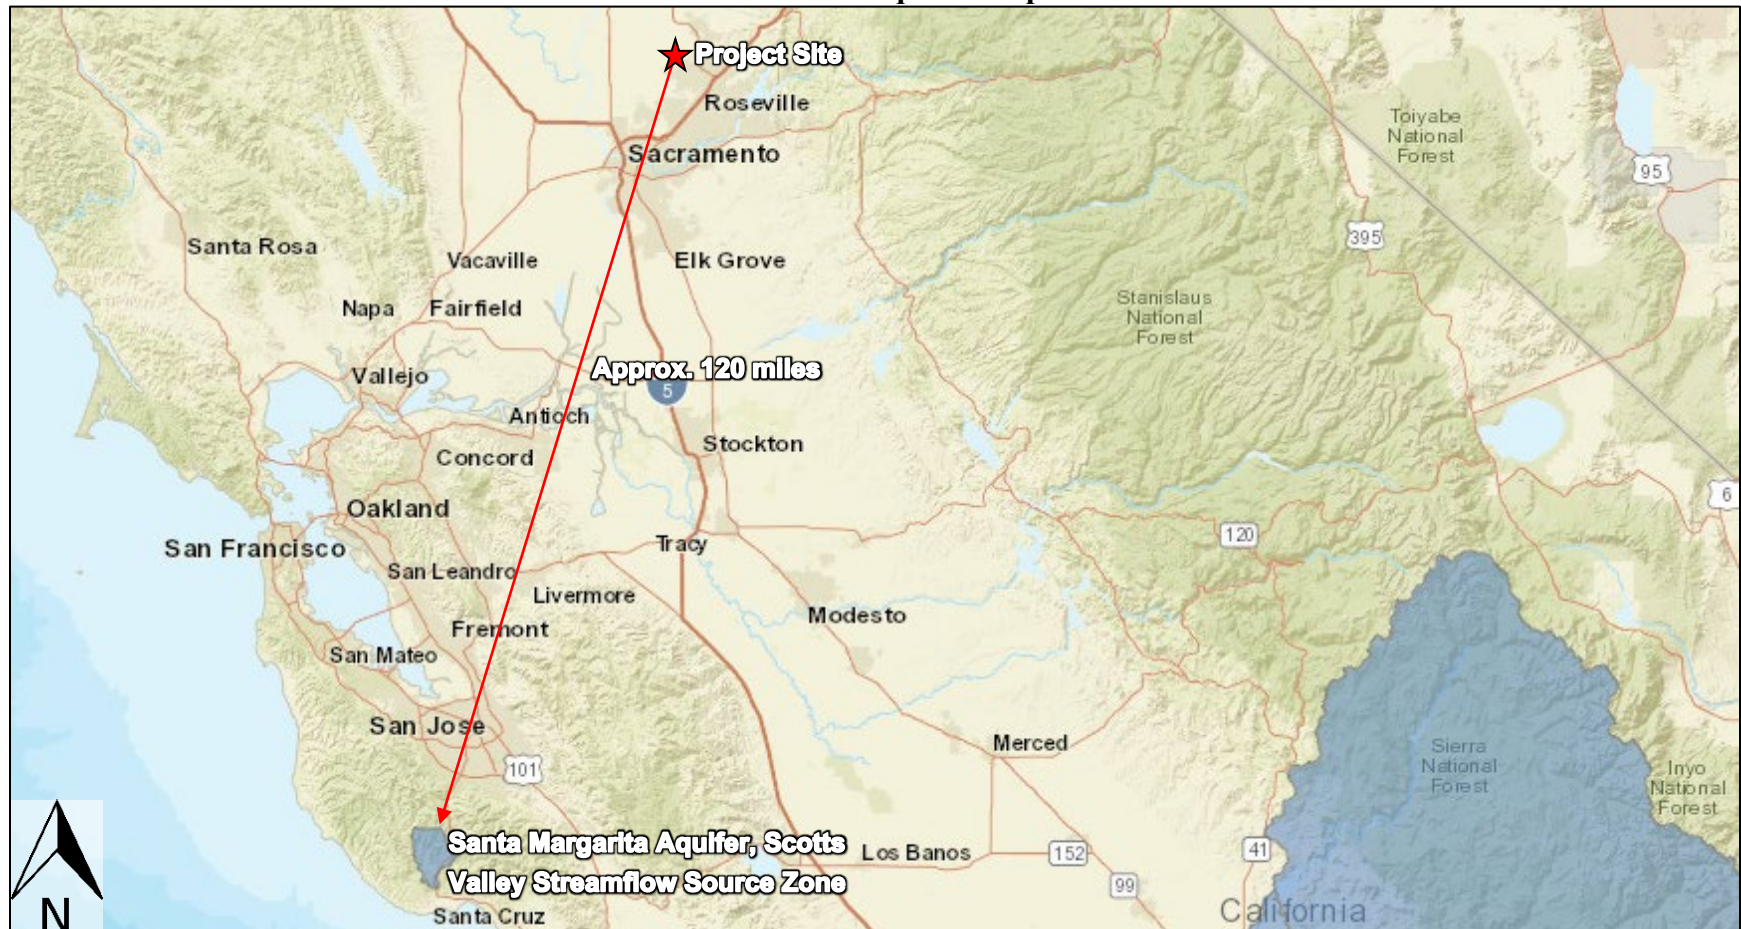 Project Site
Roseville
Sacramento
Toiyabe
National
Forest
95
Santa Rosa
Vacaville
Elk Grove
395
Napa
Fairfield
Stanislaus
National
Forest
Approx. 120 miles
Vallejo
5
Antioch
Stockton
Concord
6
Oakland
San Francisco
Tracy
120
San Leandro
Livermore
Modesto
Fremont
San Mateo
San Jose
Merced
101
Sierra
National
Forest
Inyo
National
Forest
Santa Margarita Aquifer, Scotts
Valley Streamflow Source Zone
Los Banos
152
41
99
Santa Cruz
California
N